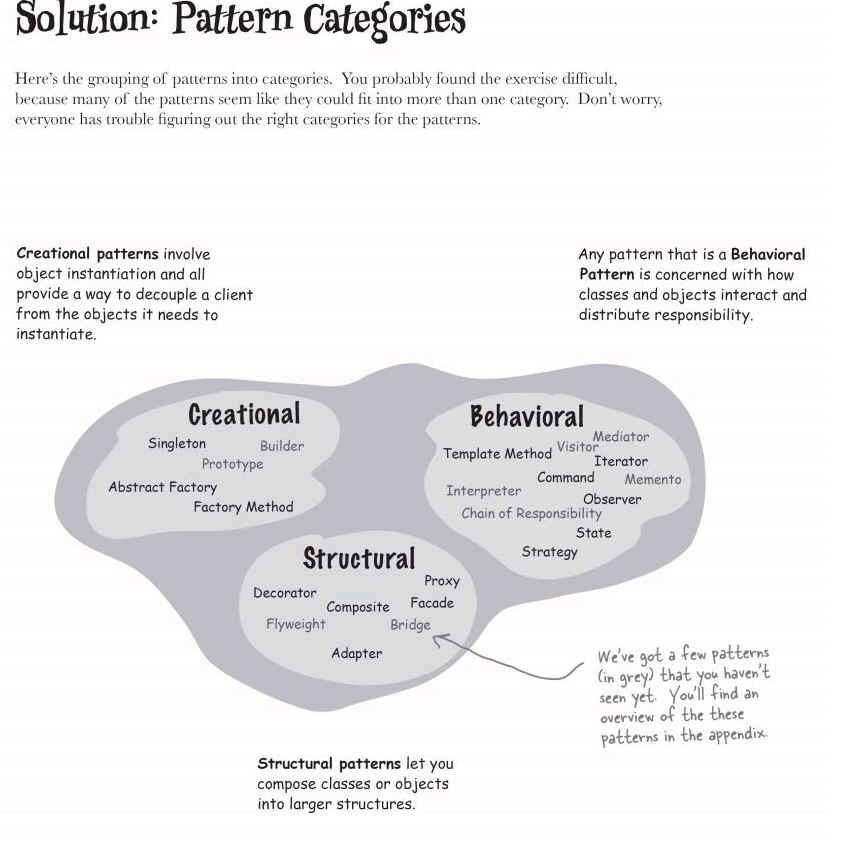 Solution: Pattern Categories
Here's the grouping of patterns into categories. You probably found the exercise difficult,
because many of the patterns seem like they could fit into more than one category. Don't worry,
everyone has trouble figuring out the right categories for the patterns.
Creational patterns involve
object instantiation and all
provide a way to decouple a client
from the objects it needs to
instantiate.
Any pattern that is a Behavioral
Pattern is concerned with how
classes and objects interact and
distribute responsibility.
Creational
Singleton
Builder
Prototype
Abstract Factory
Factory Method
Behavioral
Mediator
Template Method
Visitor
Iterator
Command
Memento
Interpreter
Observer
Chain of Responsibility
State
Strategy
Structural
Proxy
Decorator
Composite
Facade
Flyweight
Bridge
Adapter
We've got a few patterns
(in grey) that you haven't
seen yet. You'll find an
overview of the these
patterns in the appendix.
Structural patterns let you
compose classes or objects
into larger structures.